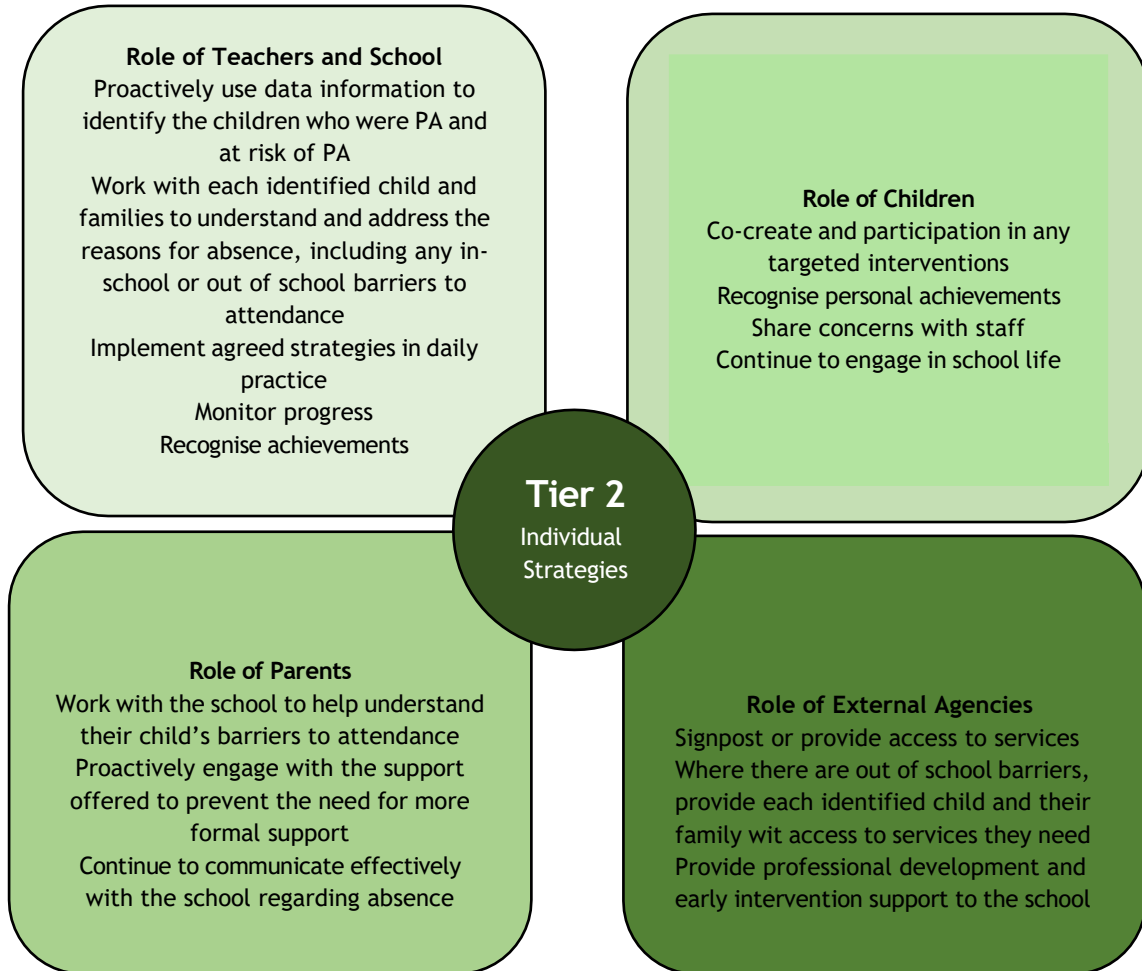 Role of Teachers and School
Proactively use data information to
identify the children who were PA and
at risk of PA
Work with each identified child and
families to understand and address the
reasons for absence, including any in-
school or out of school barriers to
attendance
Implement agreed strategies in daily
practice
Monitor progress
Recognise achievements
Role of Children
Co-create and participation in any
targeted interventions
Recognise personal achievements
Share concerns with staff
Continue to engage in school life
Tier 2
Individual
Strategies
Role of Parents
Work with the school to help understand
their child’s barriers to attendance
Proactively engage with the support
offered to prevent the need for more
formal support
Continue to communicate effectively
with the school regarding absence
Role of External Agencies
Signpost or provide access to services
Where there are out of school barriers,
provide each identified child and their
family wit access to services they need
Provide professional development and
early intervention support to the school